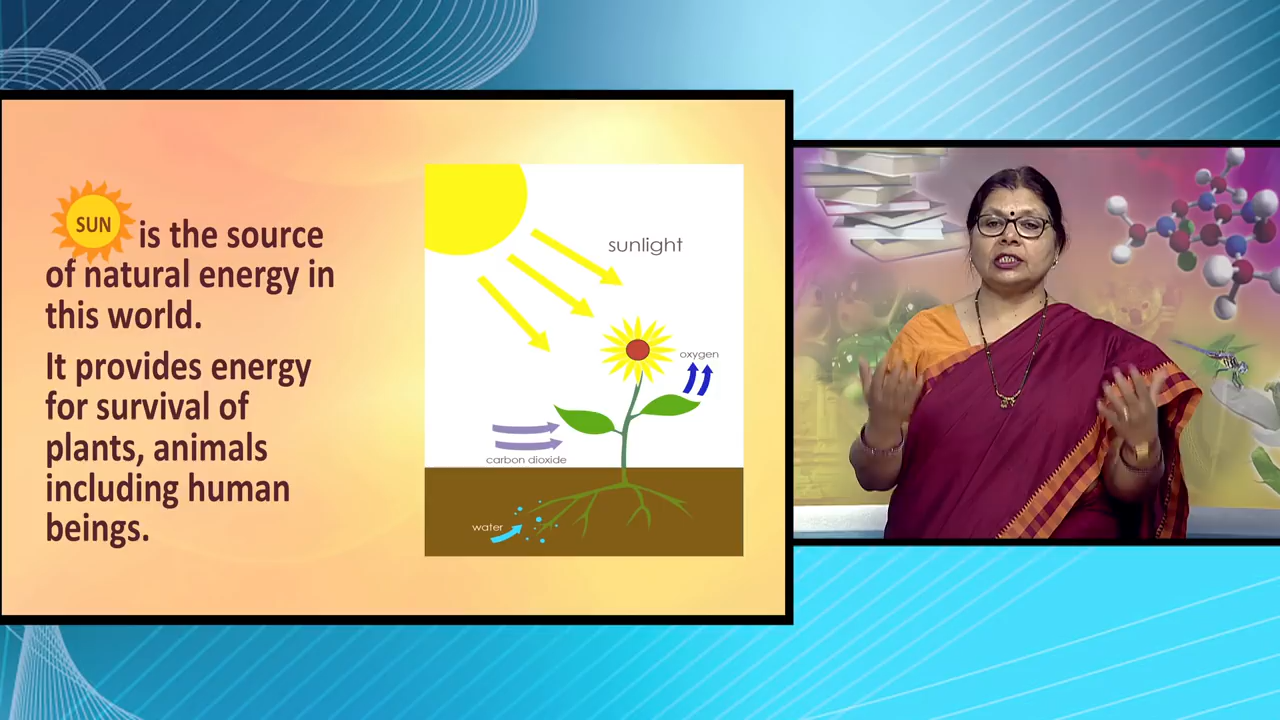 SUN is the source
of natural energy in
this world.
It provides energy
for survival of
plants, animals
including human
beings.
sunlight
oxygen
carbon dioxide
water